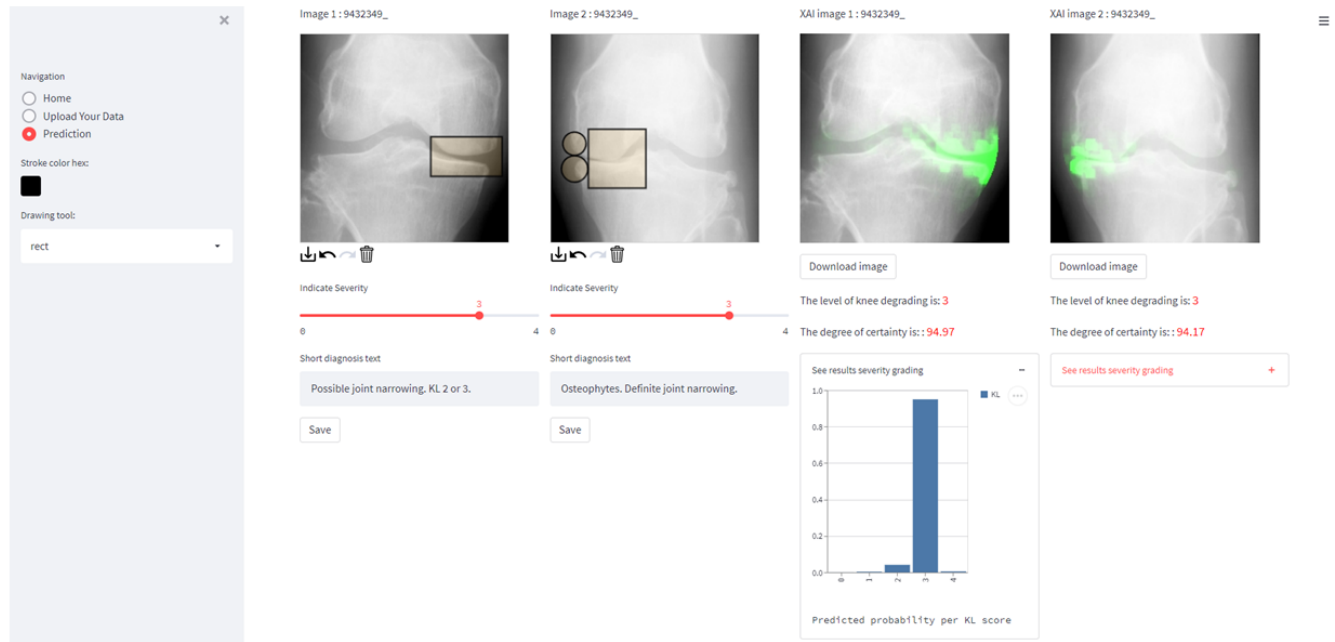 Navigation
Home
Upload Your Data
Prediction
Stroke color hex:
Drawing tool:
rect
Image 1 : 9432349_
Indicate Severity
3
0 4
Short diagnosis text
Possible joint narrowing. KL 2 or 3.
Save
Image 2 : 9432349_
Indicate Severity
3
0 4
Short diagnosis text
Osteophytes. Definite joint narrowing.
Save
XAI image 1 : 9432349_
Download image
The level of knee degrading is: 3
The degree of certainty is: : 94.97
See results severity grading
KL
1.0
0.8
0.6
0.4
0.2
0.0
0 1 2 3 4
Predicted probability per KL score
XAI image 2 : 9432349_
Download image
The level of knee degrading is: 3
The degree of certainty is: : 94.17
See results severity grading